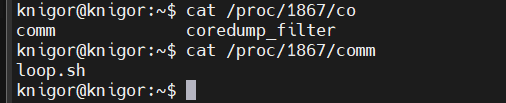 knigor@knigor:~$ cat /proc/1867/co
comm            coredump_filter
knigor@knigor:~$ cat /proc/1867/comm
loop.sh
knigor@knigor:~$